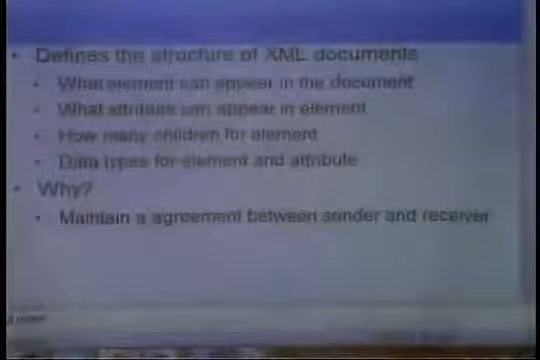 • Defines the structure of XML documents
• What element can appear in the document
• What attribute can appear in element
• How many children for element
• Data types for element and attribute
• Why?
• Maintain a agreement between sender and receiver